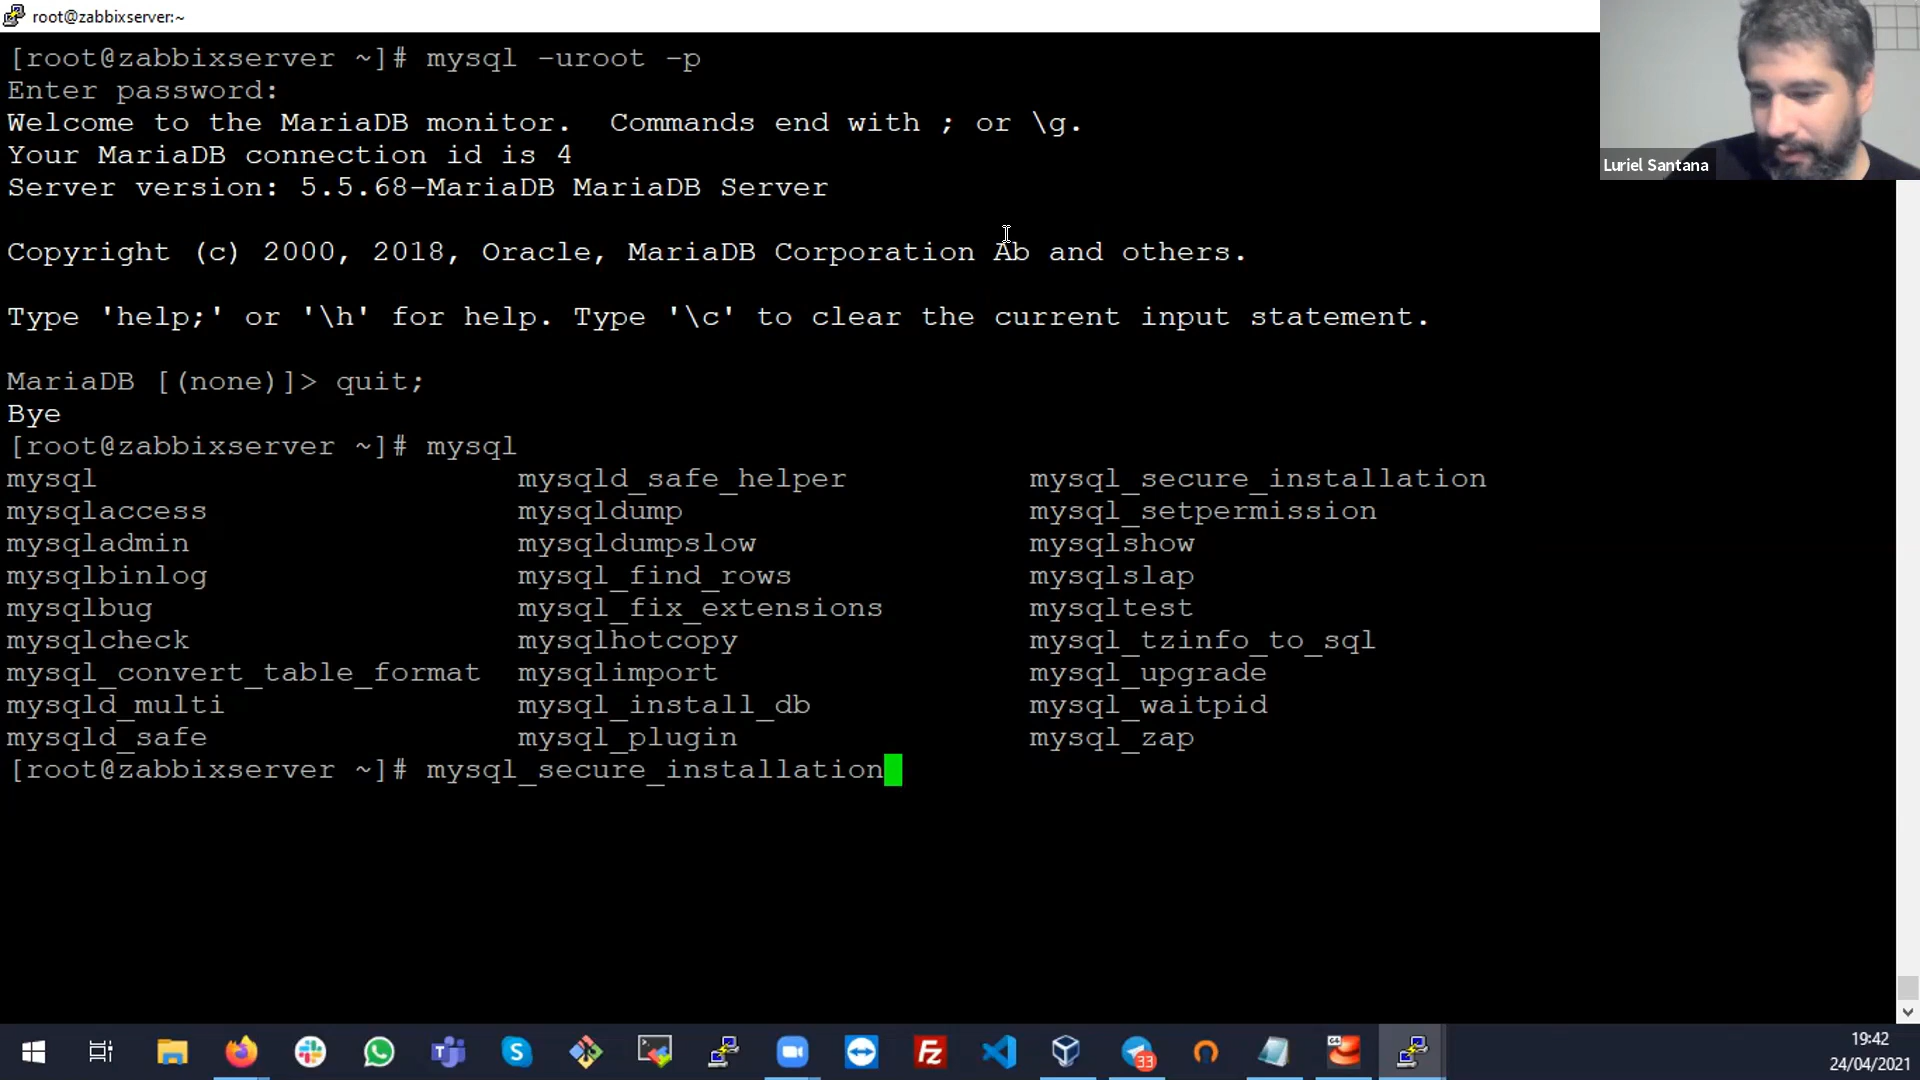 root@zabbixserver:~
[root@zabbixserver ~]# mysql -uroot -p
Enter password:
Welcome to the MariaDB monitor.  Commands end with ; or \g.
Your MariaDB connection id is 4
Server version: 5.5.68-MariaDB MariaDB Server
Copyright (c) 2000, 2018, Oracle, MariaDB Corporation Ab and others.
Type 'help;' or '\h' for help. Type '\c' to clear the current input statement.
MariaDB [(none)]> quit;
Bye
[root@zabbixserver ~]# mysql
mysql mysqld_safe_helper mysql_secure_installation
mysqlaccess mysqldump mysql_setpermission
mysqladmin mysqldumpslow mysqlshow
mysqlbinlog mysql_find_rows mysqlslap
mysqlbug mysql_fix_extensions mysqltest
mysqlcheck mysqlhotcopy mysql_tzinfo_to_sql
mysql_convert_table_format mysqlimport mysql_upgrade
mysqld_multi mysql_install_db mysql_waitpid
mysqld_safe mysql_plugin mysql_zap
[root@zabbixserver ~]# mysql_secure_installation
Luriel Santana
33
64
19:42
24/04/2021